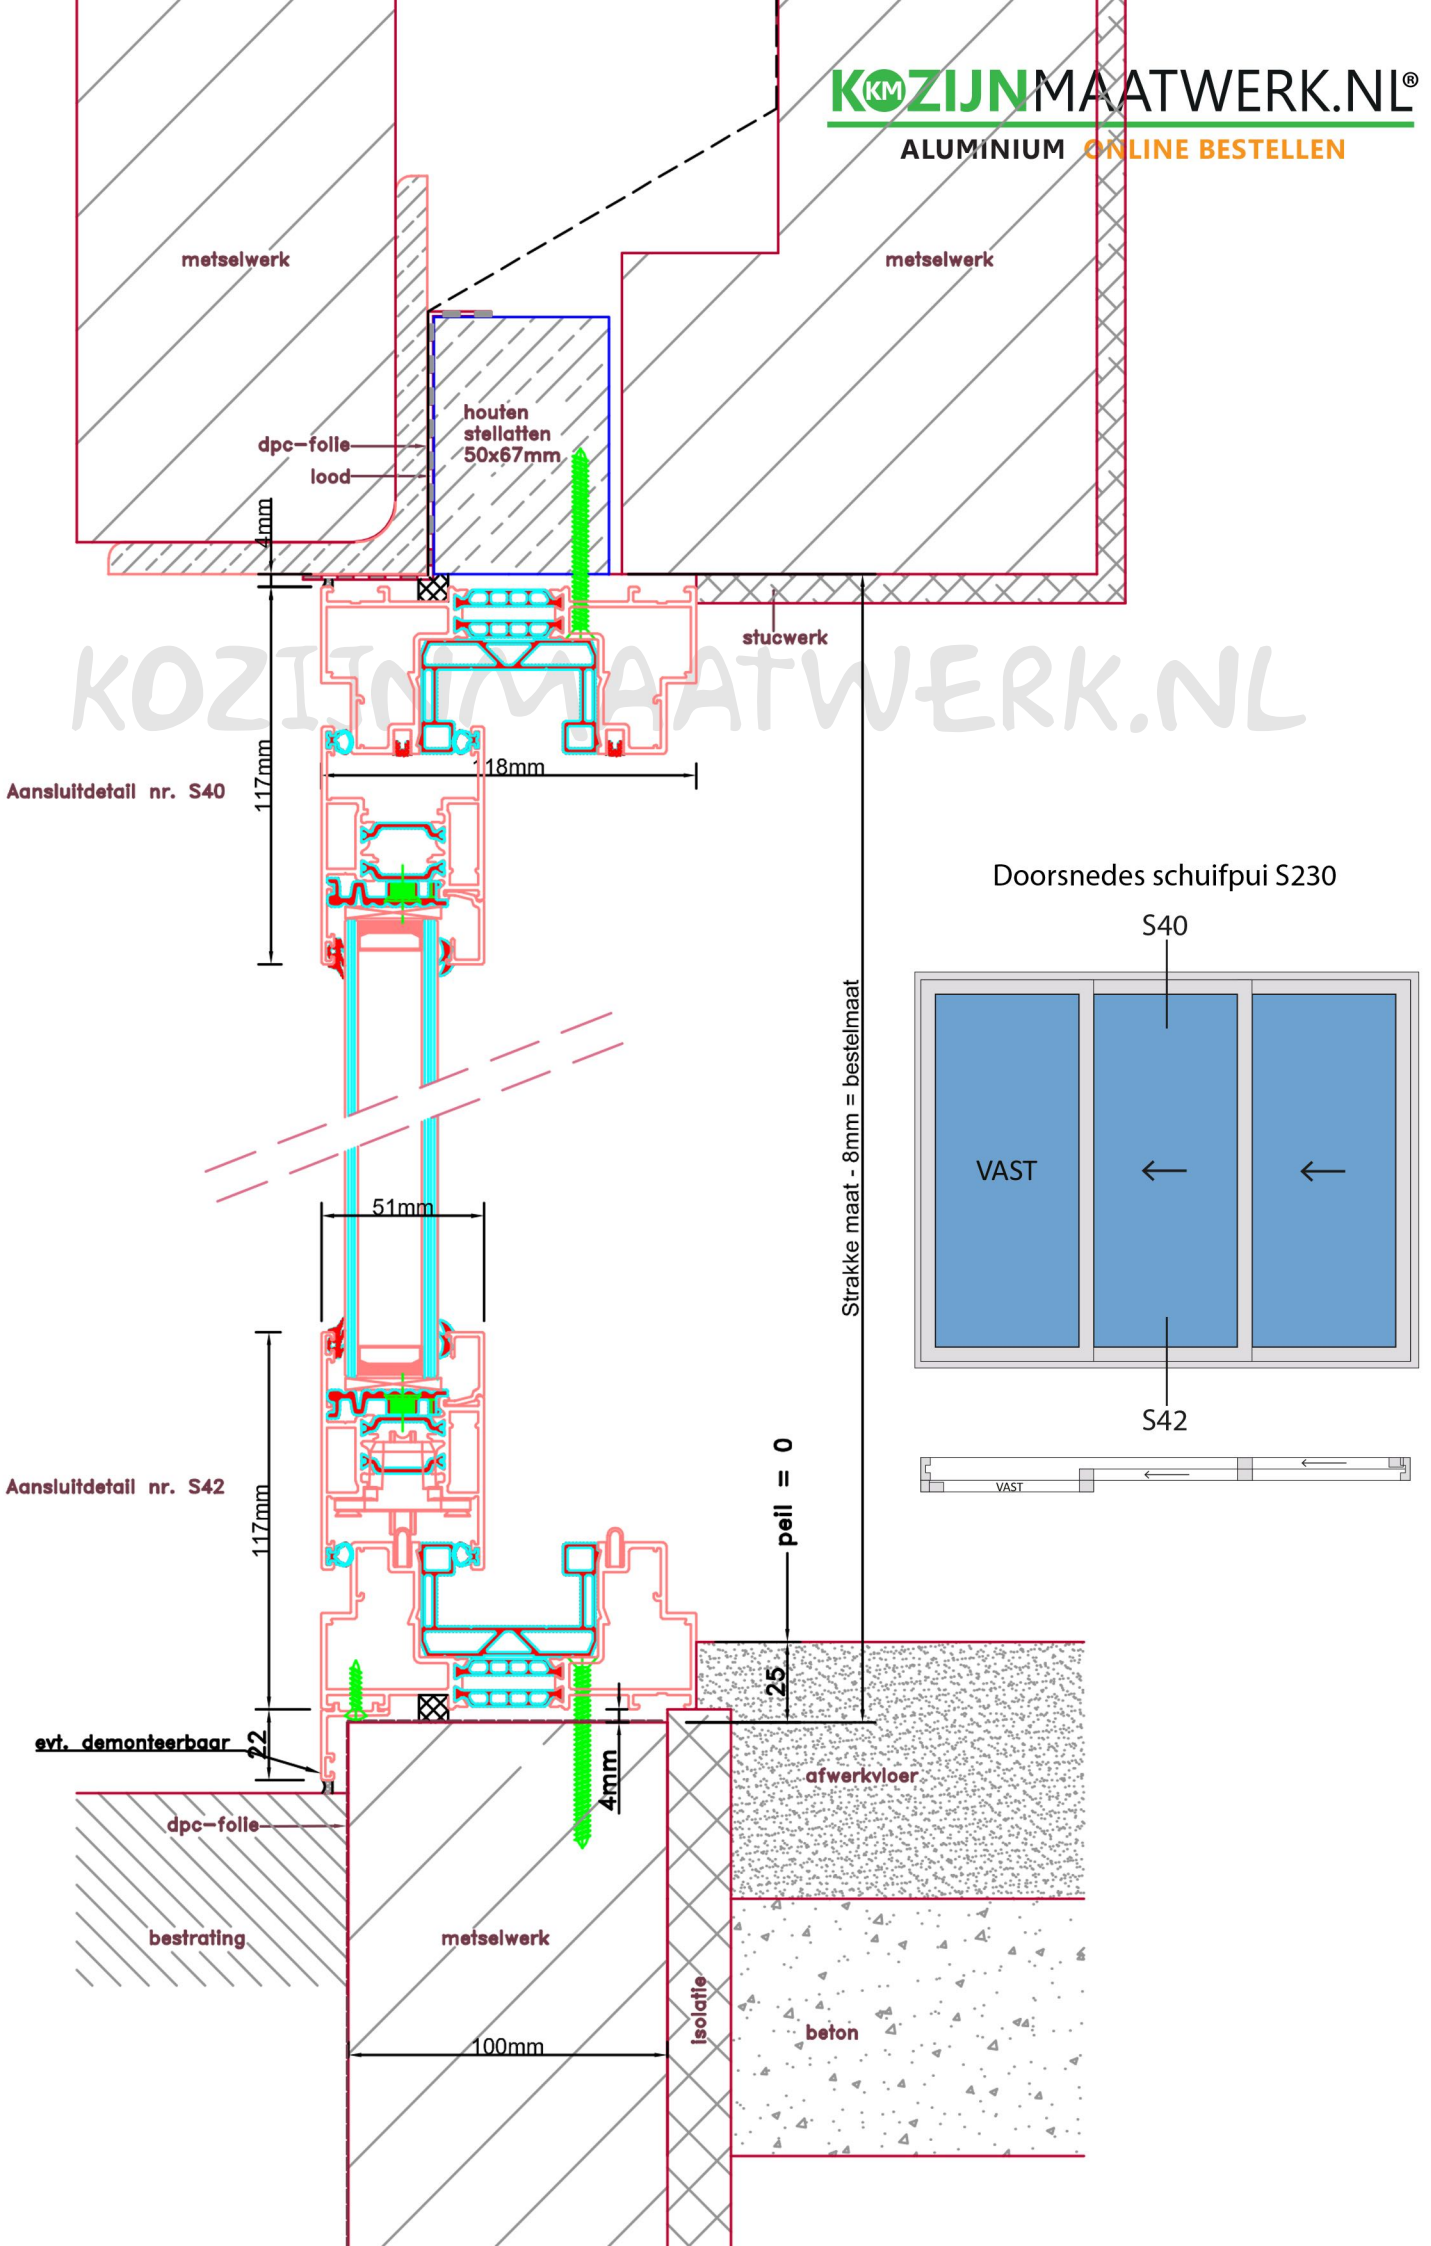 KKMZIJNMAATWERK.NL®
ALUMINIUM ONLINE BESTELLEN
metselwerk
metselwerk
houten
stellatten
50x67mm
dpc-folie
lood
4mm
stucwerk
KOZIJNMAATWERK.NL
117mm
118mm
Aansluitdetail nr. S40
Doorsnedes schuifpui S230
S40
VAST
Strakke maat - 8mm = bestelmaat
51mm
S42
VAST
peil = 0
Aansluitdetail nr. S42
117mm
25
22
evt. demonteerbaar
4mm
afwerkvloer
dpc-folie
bestrating
metselwerk
isolatie
beton
100mm